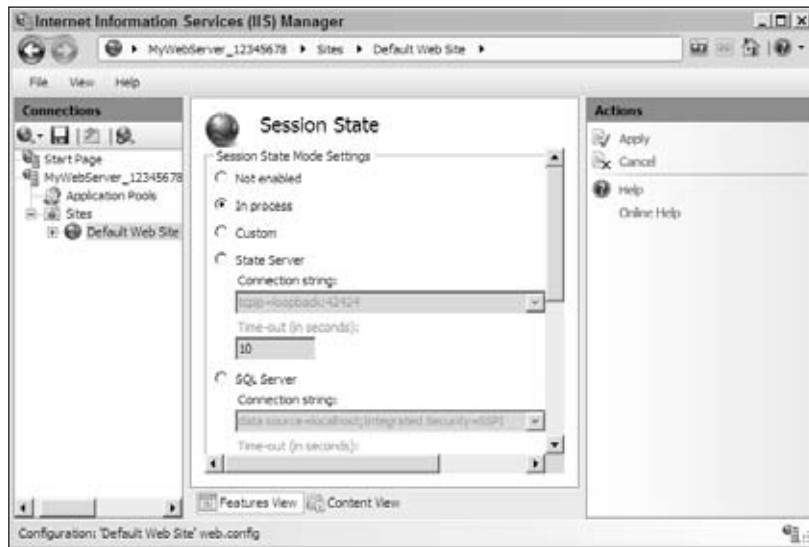 Internet Information Services (IIS) Manager
MyWebServer_12345678 Sites Default Web Site
File View Help
Connections
Start Page
MyWebServer_12345678
Application Pools
Sites
Default Web Site
Session State
Session State Mode Settings
Not enabled
In process
Custom
State Server
Connection string:
tcpip=loopback:42424
Time-out (in seconds):
10
SQL Server
Connection string:
data source=localhost;Integrated Security=SSPI
Time-out (in seconds):
Features View Content View
Actions
Apply
Cancel
Help
Online Help
Configuration: 'Default Web Site' web.config